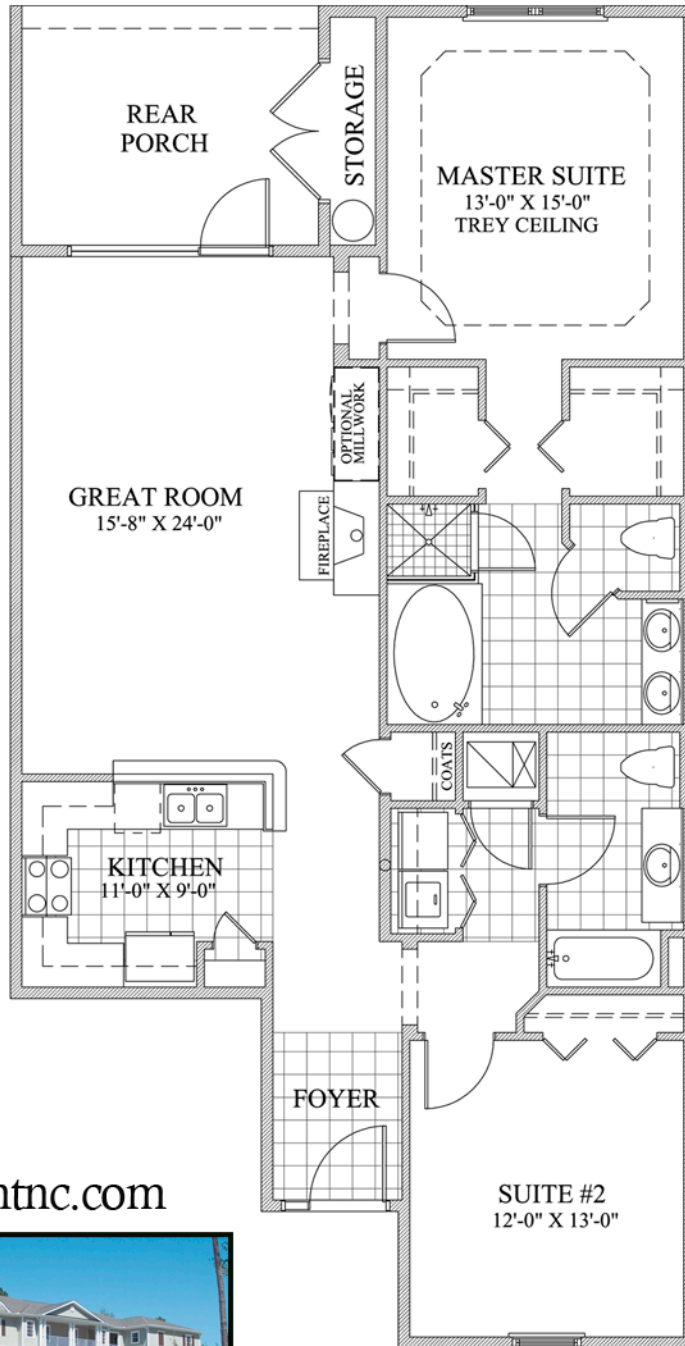 REAR
PORCH
STORAGE
MASTER SUITE
13'-0" X 15'-0"
TREY CEILING
OPTIONAL
MILLWORK
GREAT ROOM
15'-8" X 24'-0"
FIREPLACE
COATS
KITCHEN
11'-0" X 9'-0"
FOYER
ntnc.com
SUITE #2
12'-0" X 13'-0"